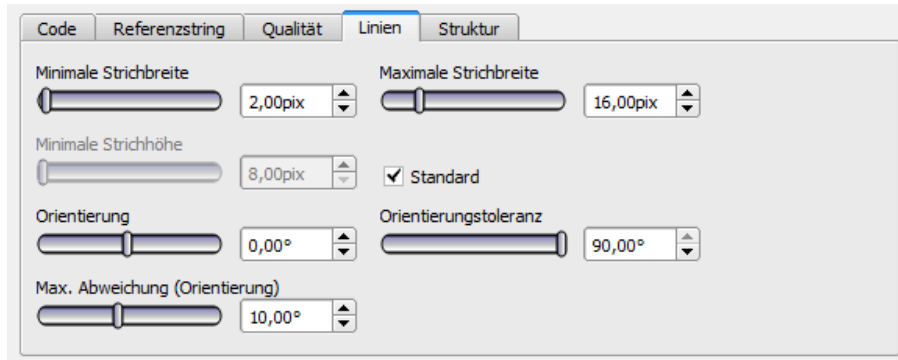 Code Referenzstring Qualität Linien Struktur
Minimale Strichbreite Maximale Strichbreite
2,00pix 16,00pix
Minimale Strichhöhe
8,00pix Standard
Orientierung Orientierungstoleranz
0,00° 90,00°
Max. Abweichung (Orientierung)
10,00°